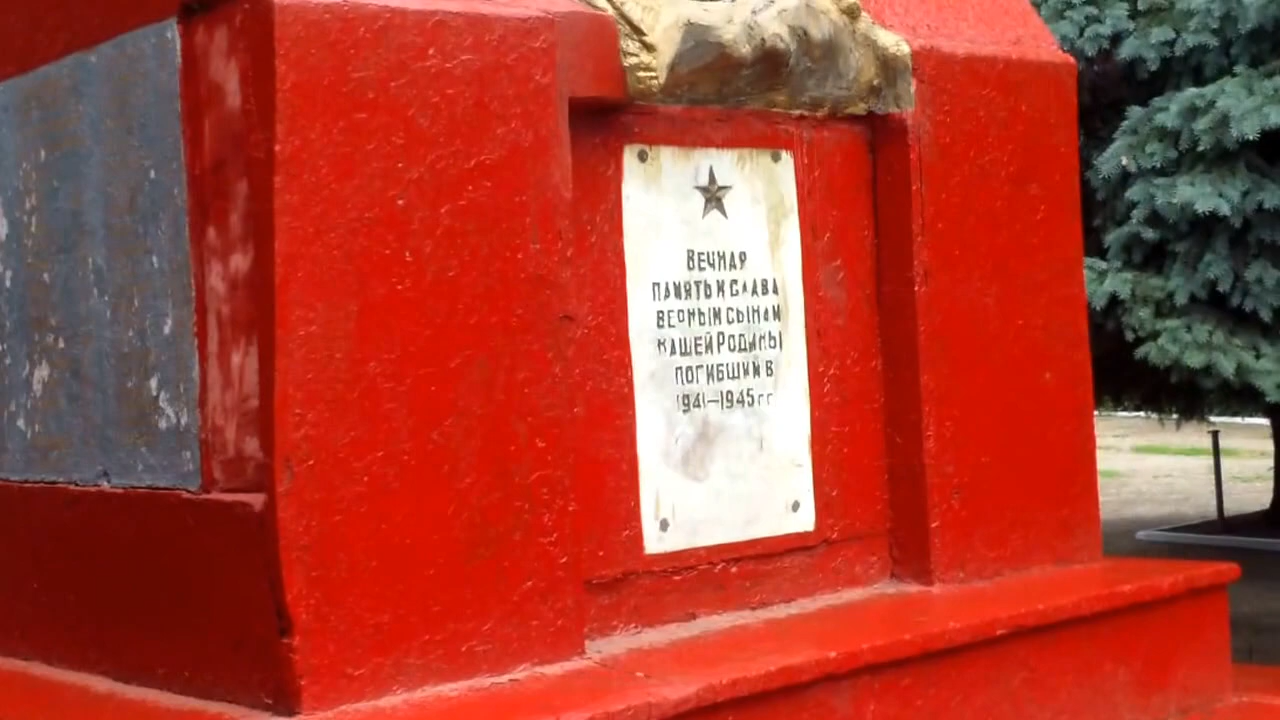 ВЕЧНАЯ
ПАМЯТЬ И СЛАВА
ВЕРНЫМ СЫНАМ
НАШЕЙ РОДИНЫ
ПОГИБШИМ В
1941–1945 гг